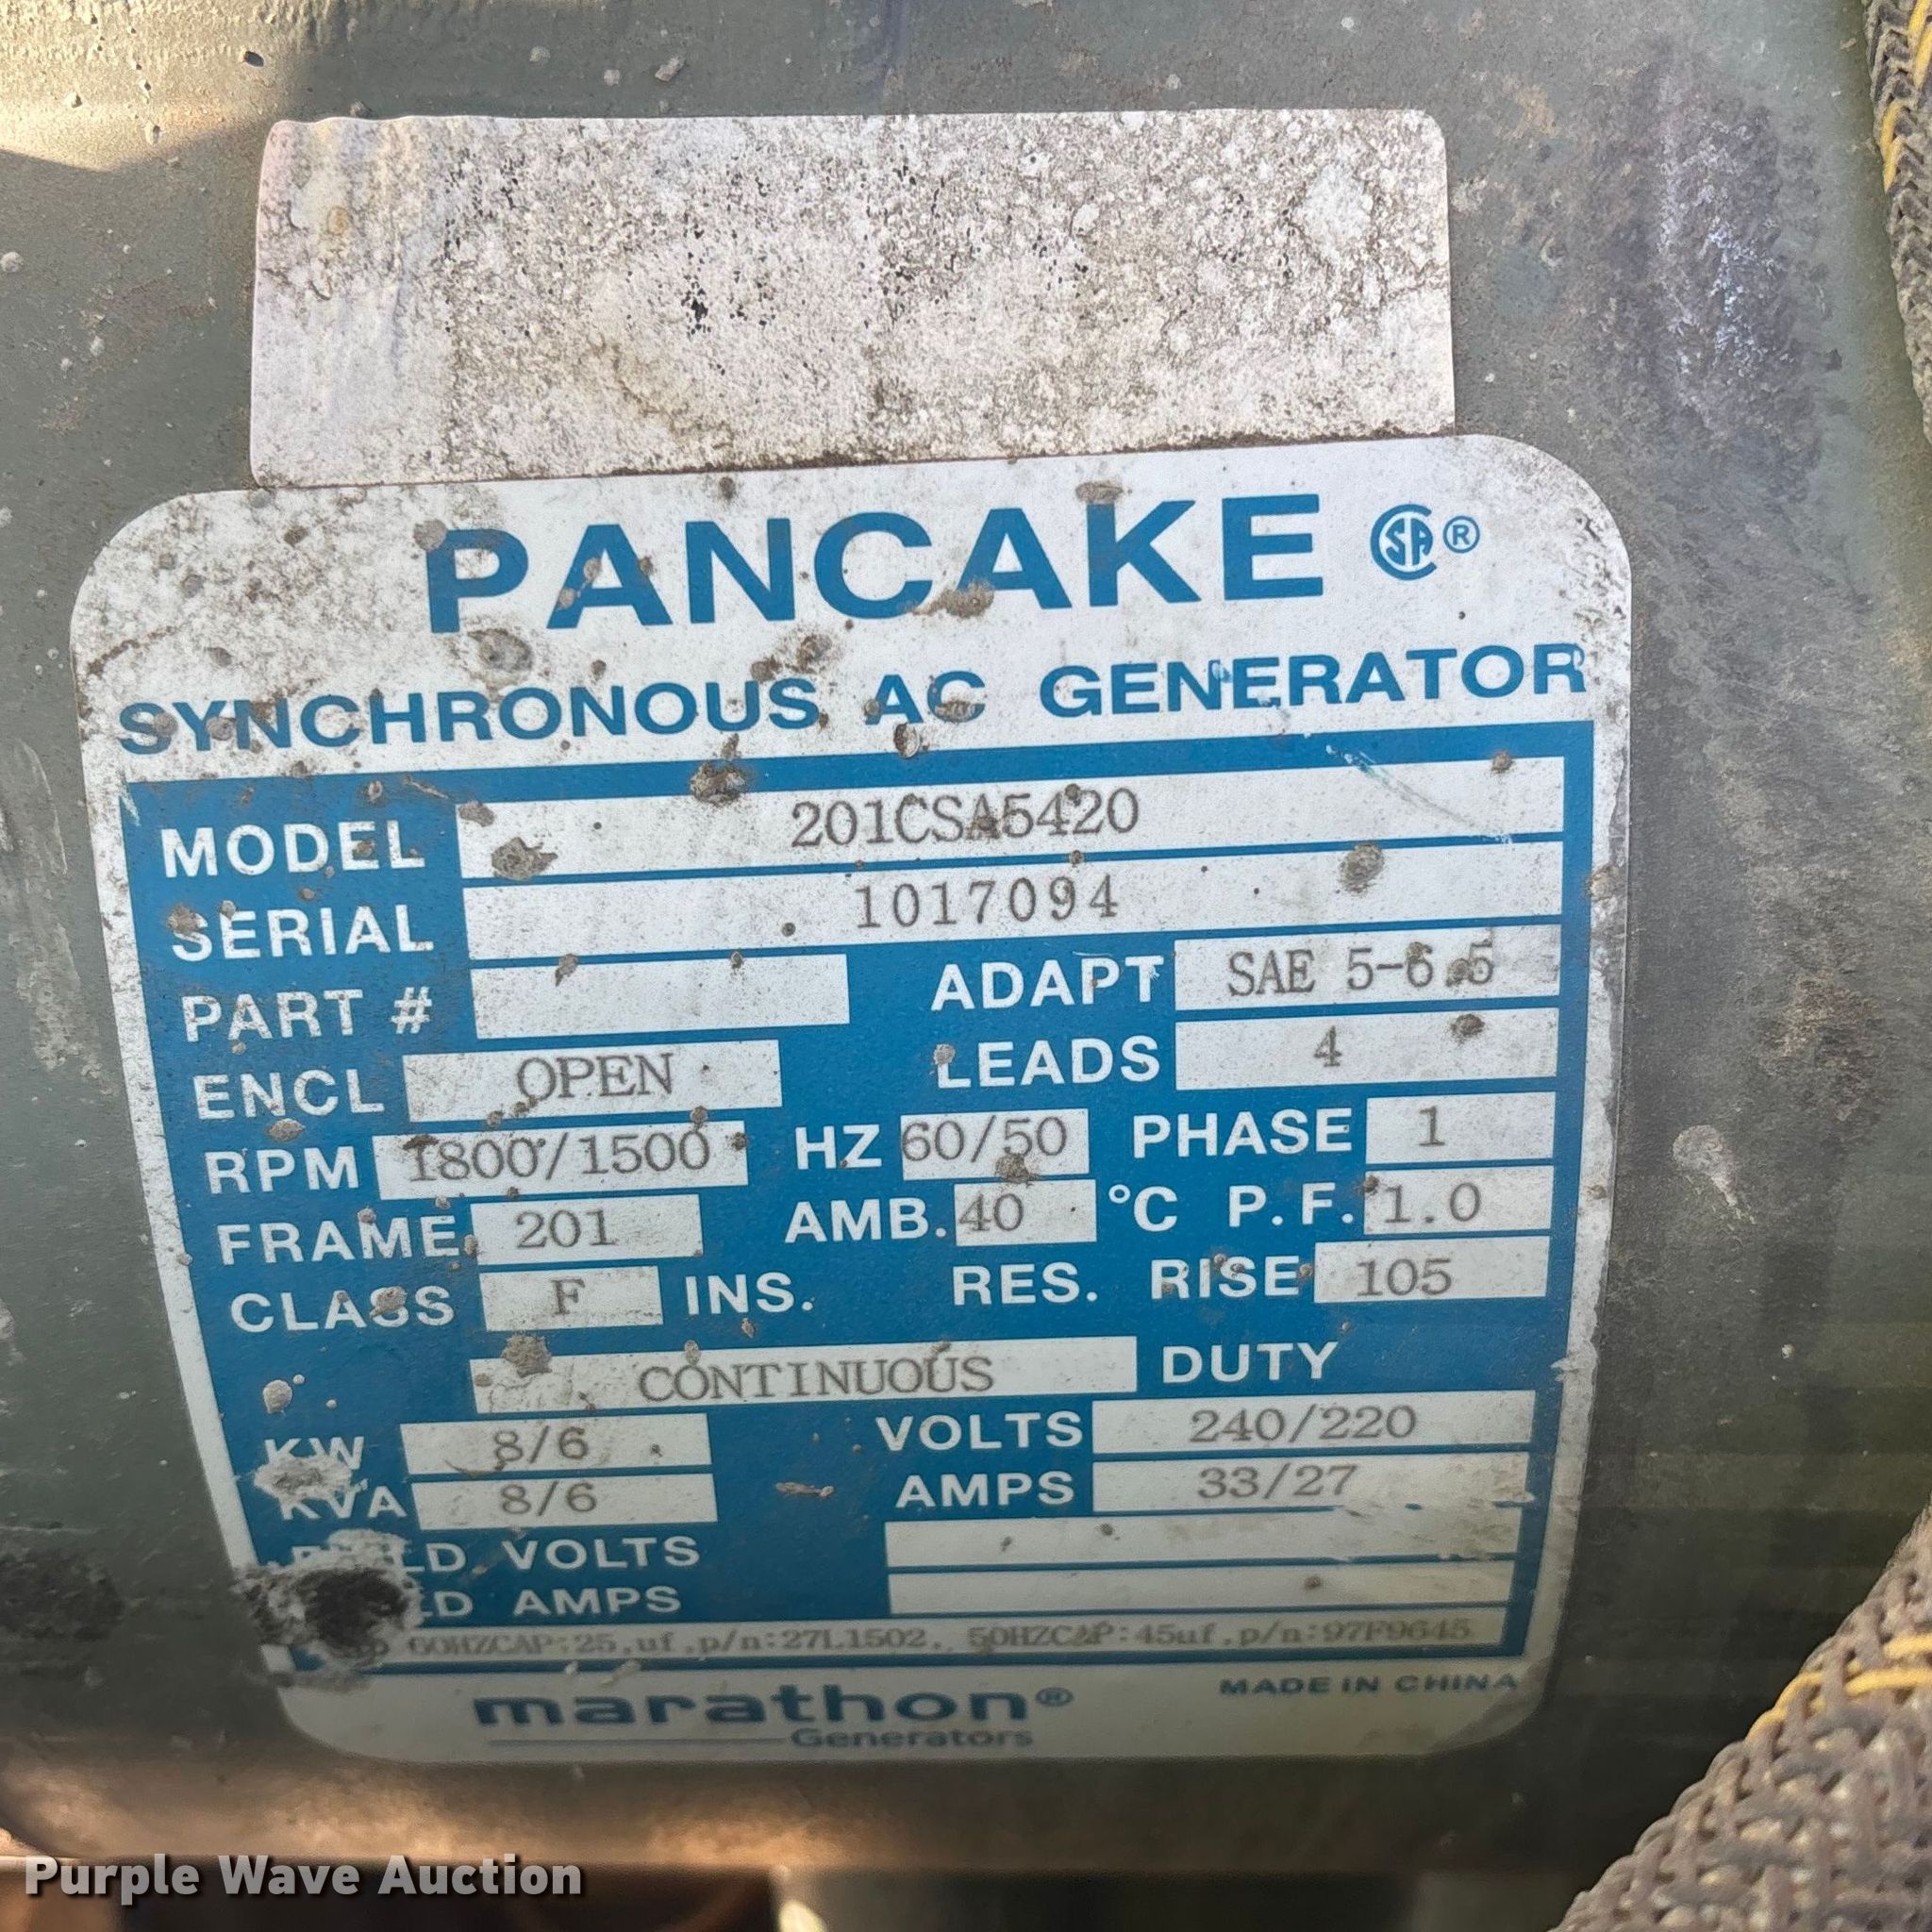 PANCAKE SA ®
SYNCHRONOUS AC GENERATOR
MODEL 201CSA5420
SERIAL 1017094
PART # ADAPT SAE 5-6.5
ENCL OPEN LEADS 4
RPM 1800/1500 HZ 60/50 PHASE 1
FRAME 201 AMB. 40 °C P.F. 1.0
CLASS F INS. RES. RISE 105
CONTINUOUS DUTY
KW 8/6 VOLTS 240/220
KVA 8/6 AMPS 33/27
VOLTS
AMPS
60HZCAP:25.uf.p/n:27L1502. 50HZCAP:45uf.p/n:97F9645
marathon® MADE IN CHINA
Generators
Purple Wave Auction